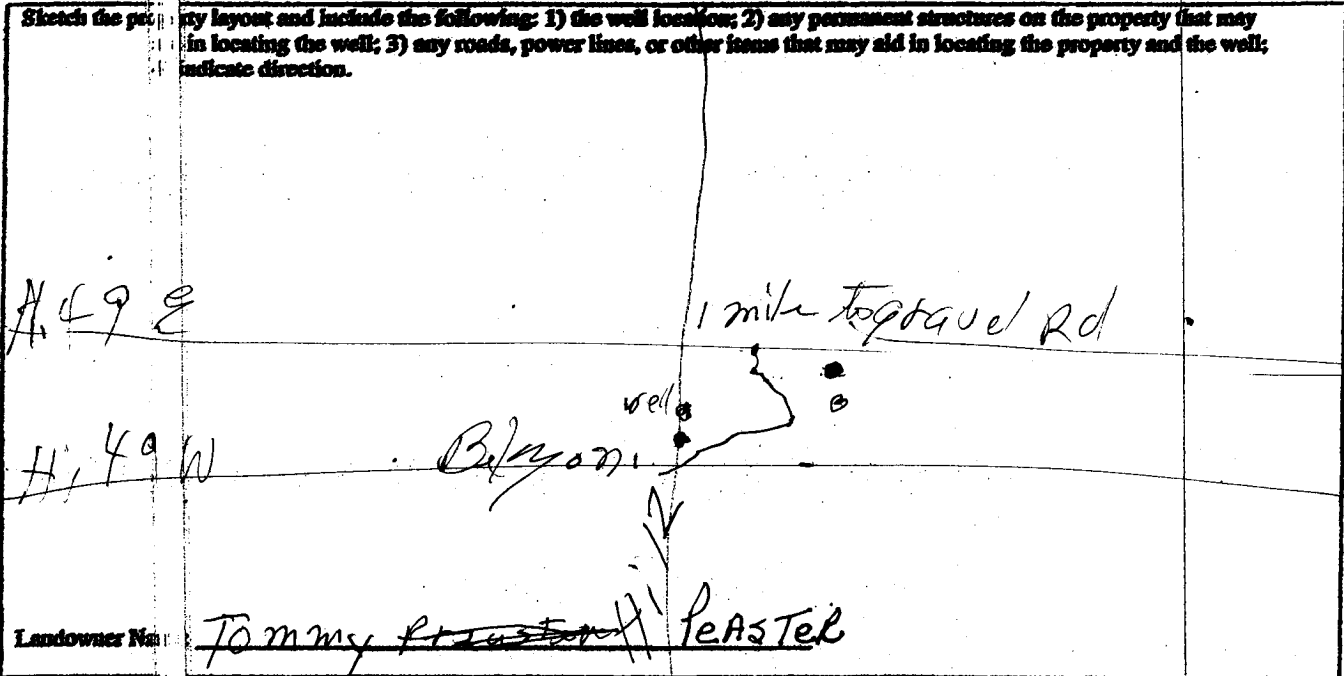 Sketch the property layout and include the following: 1) the well location; 2) any permanent structures on the property that may
in locating the well; 3) any roads, power lines, or other items that may aid in locating the property and the well;
indicate direction.
H, 49 E
1 mile to gravel Rd
well
H, 49 W
Belzoni
Landowner Na : Tommy PEASTER